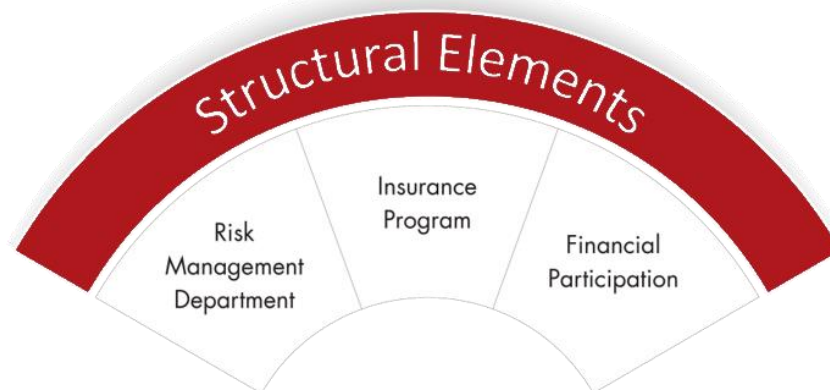 Structural Elements
Risk
Management
Department
Insurance
Program
Financial
Participation